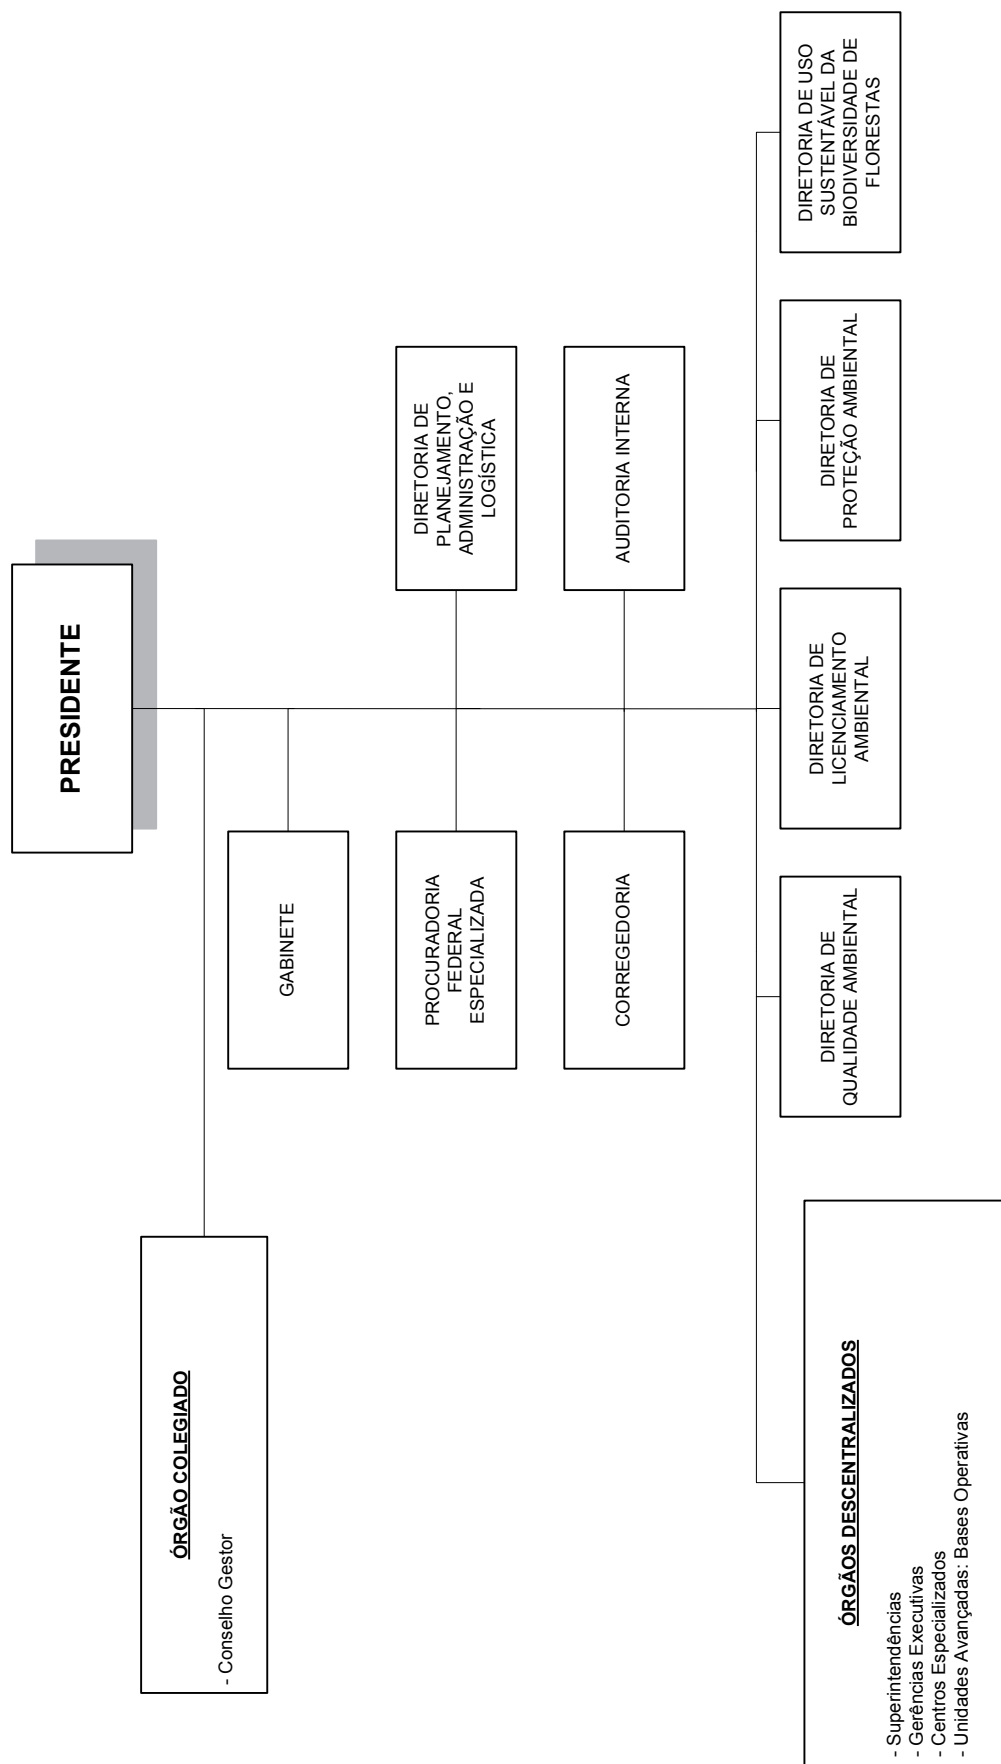 PRESIDENTE
ÓRGÃO COLEGIADO
- Conselho Gestor
GABINETE
PROCURADORIA
FEDERAL
ESPECIALIZADA
DIRETORIA DE
PLANEJAMENTO,
ADMINISTRAÇÃO E
LOGÍSTICA
CORREGEDORIA
AUDITORIA INTERNA
ÓRGÃOS DESCENTRALIZADOS
- Superintendências
- Gerências Executivas
- Centros Especializados
- Unidades Avançadas: Bases Operativas
DIRETORIA DE
QUALIDADE AMBIENTAL
DIRETORIA DE
LICENCIAMENTO
AMBIENTAL
DIRETORIA DE
PROTEÇÃO AMBIENTAL
DIRETORIA DE USO
SUSTENTÁVEL DA
BIODIVERSIDADE DE
FLORESTAS